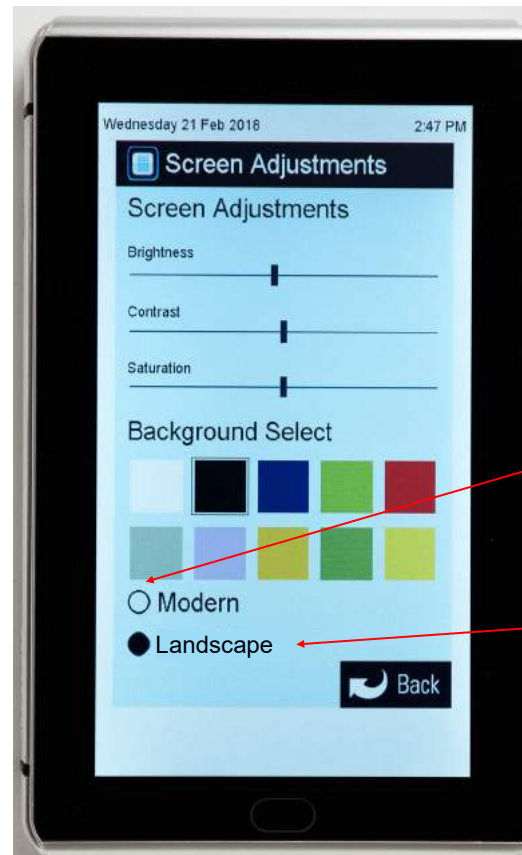 Wednesday 21 Feb 2018 2:47 PM
Screen Adjustments
Screen Adjustments
Brightness
Contrast
Saturation
Background Select
Modern
Landscape
Back